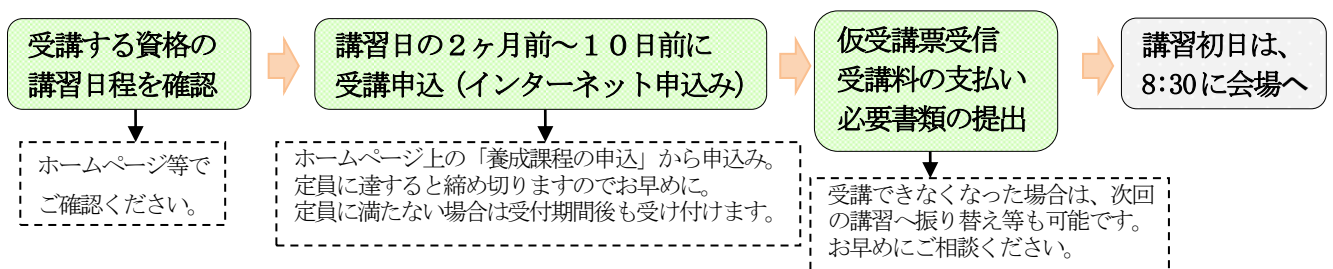 受講する資格の
講習日程を確認
講習日の２ヶ月前～１０日前に
受講申込（インターネット申込み）
仮受講票受信
受講料の支払い
必要書類の提出
講習初日は、
8:30に会場へ
ホームページ等で
ご確認ください。
ホームページ上の「養成課程の申込」から申込み。
定員に達すると締め切りますのでお早めに。
定員に満たない場合は受付期間後も受け付けます。
受講できなくなった場合は、次回
の講習へ振り替え等も可能です。
お早めにご相談ください。